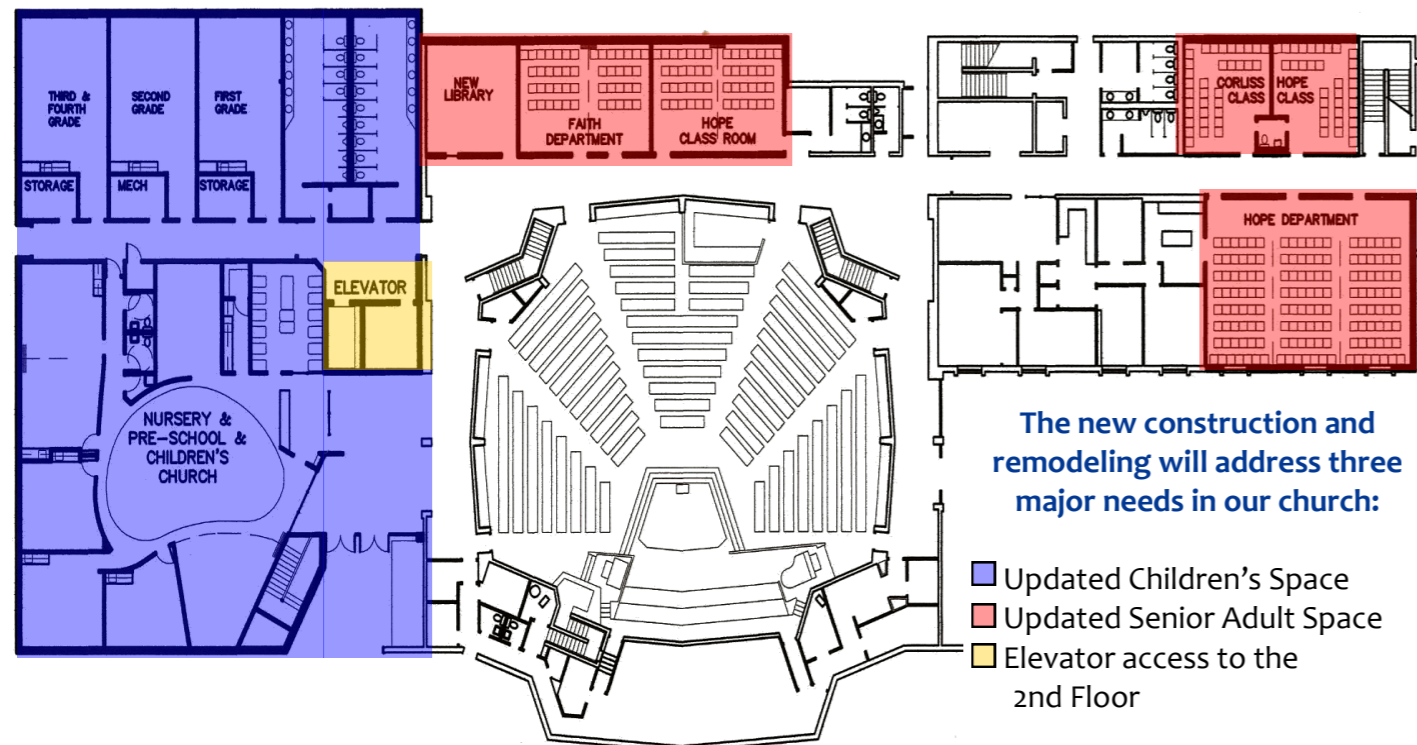 THIRD &
FOURTH
GRADE
SECOND
GRADE
FIRST
GRADE
STORAGE
MECH
STORAGE
NEW
LIBRARY
FAITH
DEPARTMENT
HOPE
CLASS ROOM
CORLISS
CLASS
HOPE
CLASS
HOPE DEPARTMENT
ELEVATOR
NURSERY &
PRE-SCHOOL &
CHILDREN'S
CHURCH
The new construction and
remodeling will address three
major needs in our church:
Updated Children's Space
Updated Senior Adult Space
Elevator access to the
2nd Floor